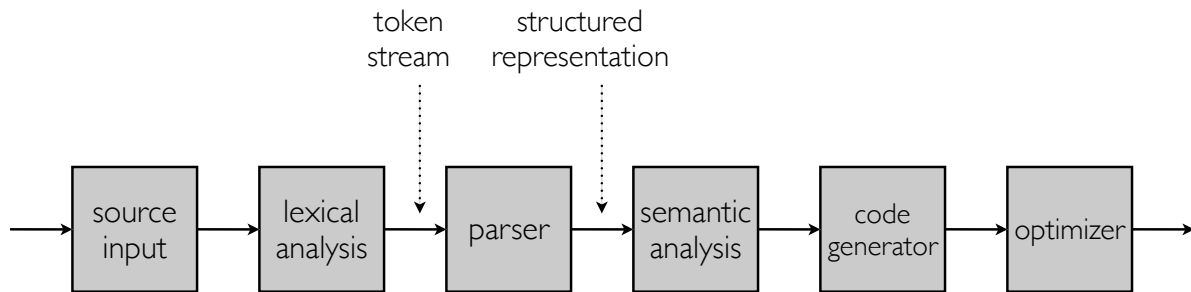 token
stream
structured
representation
source
input
lexical
analysis
parser
semantic
analysis
code
generator
optimizer